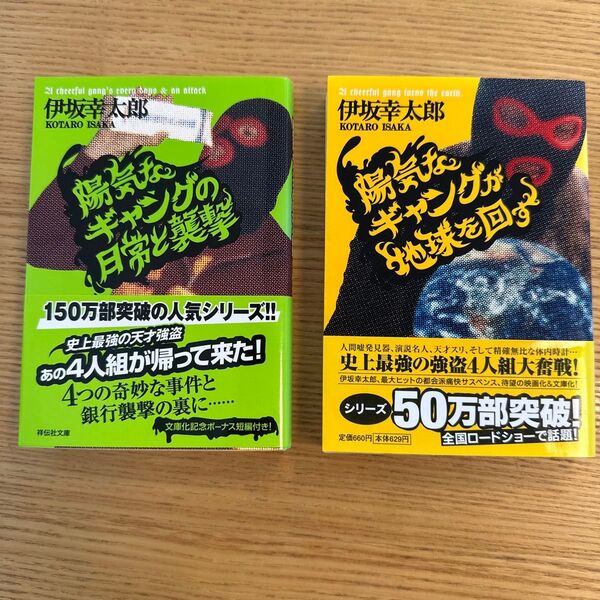 A cheerful gang's every days & an attack
伊坂幸太郎
KOTARO ISAKA
陽気な
ギャングの
日常と襲撃
150万部突破の人気シリーズ!!
史上最強の天才強盗
あの4人組が帰って来た!
4つの奇妙な事件と
銀行襲撃の裏に……
祥伝社文庫
文庫化記念ボーナス短編付き!
A cheerful gang turns the earth.
伊坂幸太郎
KOTARO ISAKA
陽気な
ギャングが
地球を回す
人間嘘発見器、演説名人、天才スリ、そして精確無比な体内時計…
史上最強の強盗4人組大奮戦!
伊坂幸太郎、最大ヒットの都会派痛快サスペンス、待望の映画化&文庫化!
シリーズ 50万部突破!
全国ロードショーで話題!
定価660円 本体629円